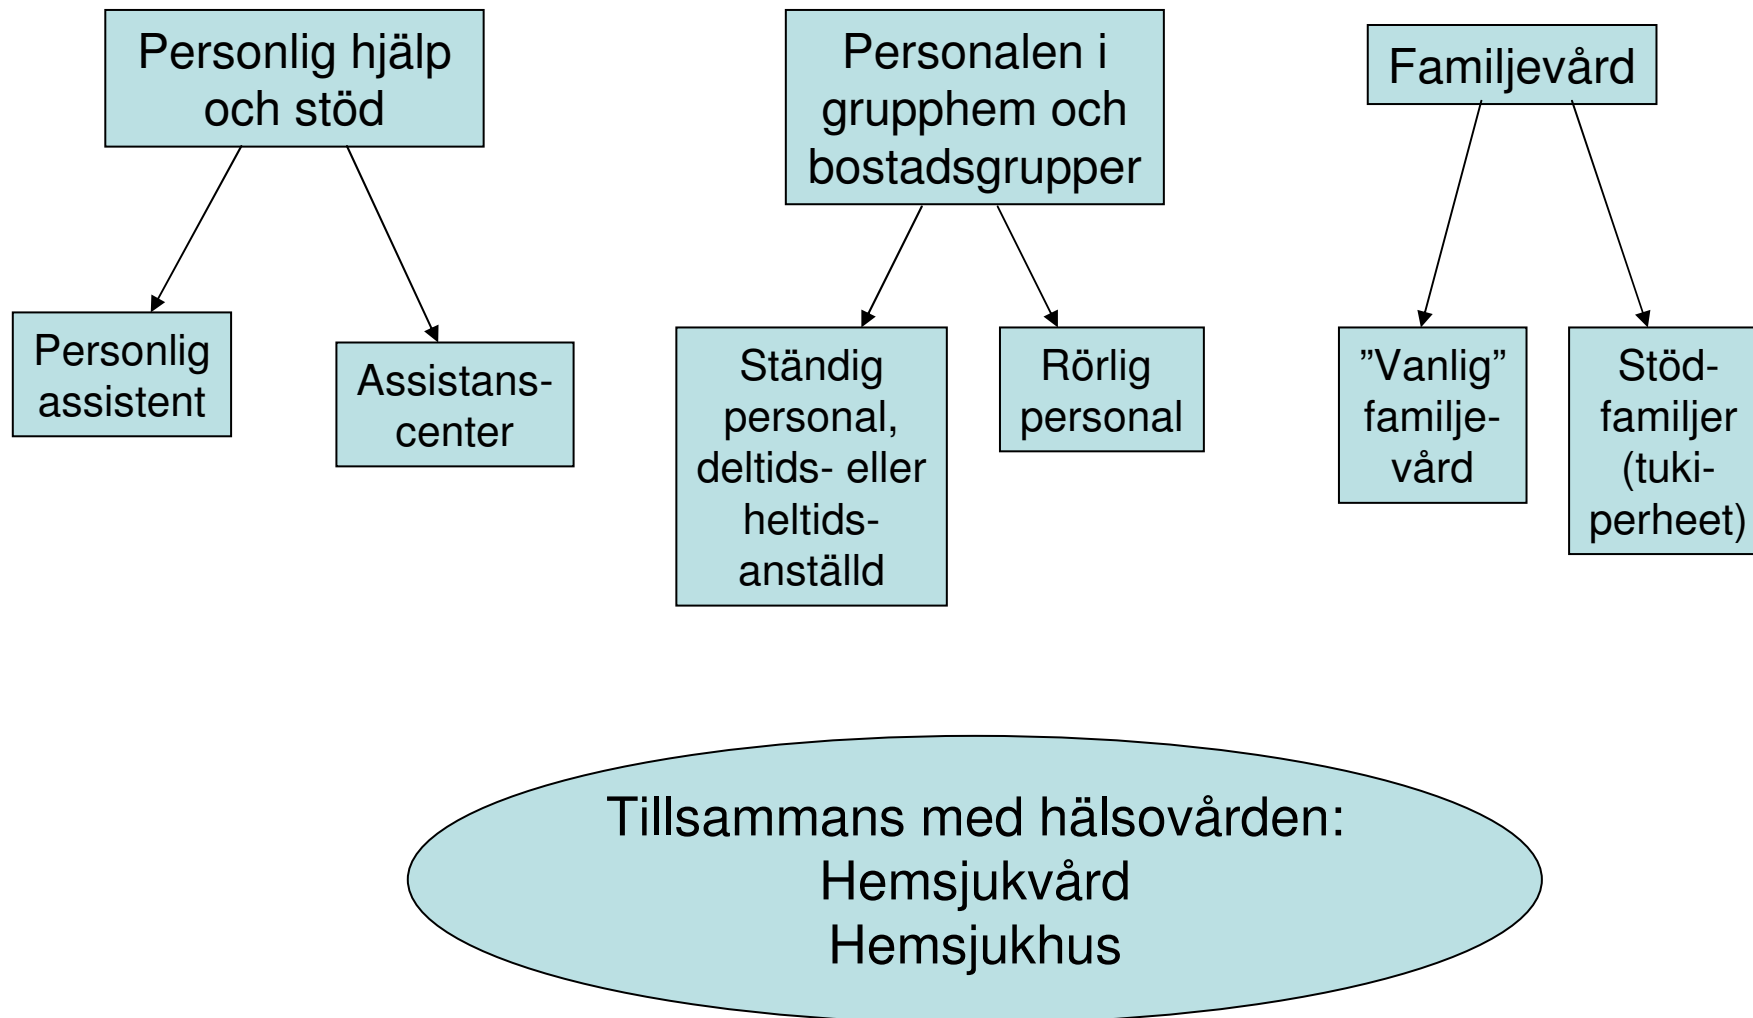 Personlig hjälp
och stöd
Personalen i
grupphem och
bostadsgrupper
Familjevård
Personlig
assistent
Assistans-
center
Ständig
personal,
deltids- eller
heltids-
anställd
Rörlig
personal
”Vanlig”
familje-
vård
Stöd-
familjer
(tuki-
perheet)
Tillsammans med hälsovården:
Hemsjukvård
Hemsjukhus